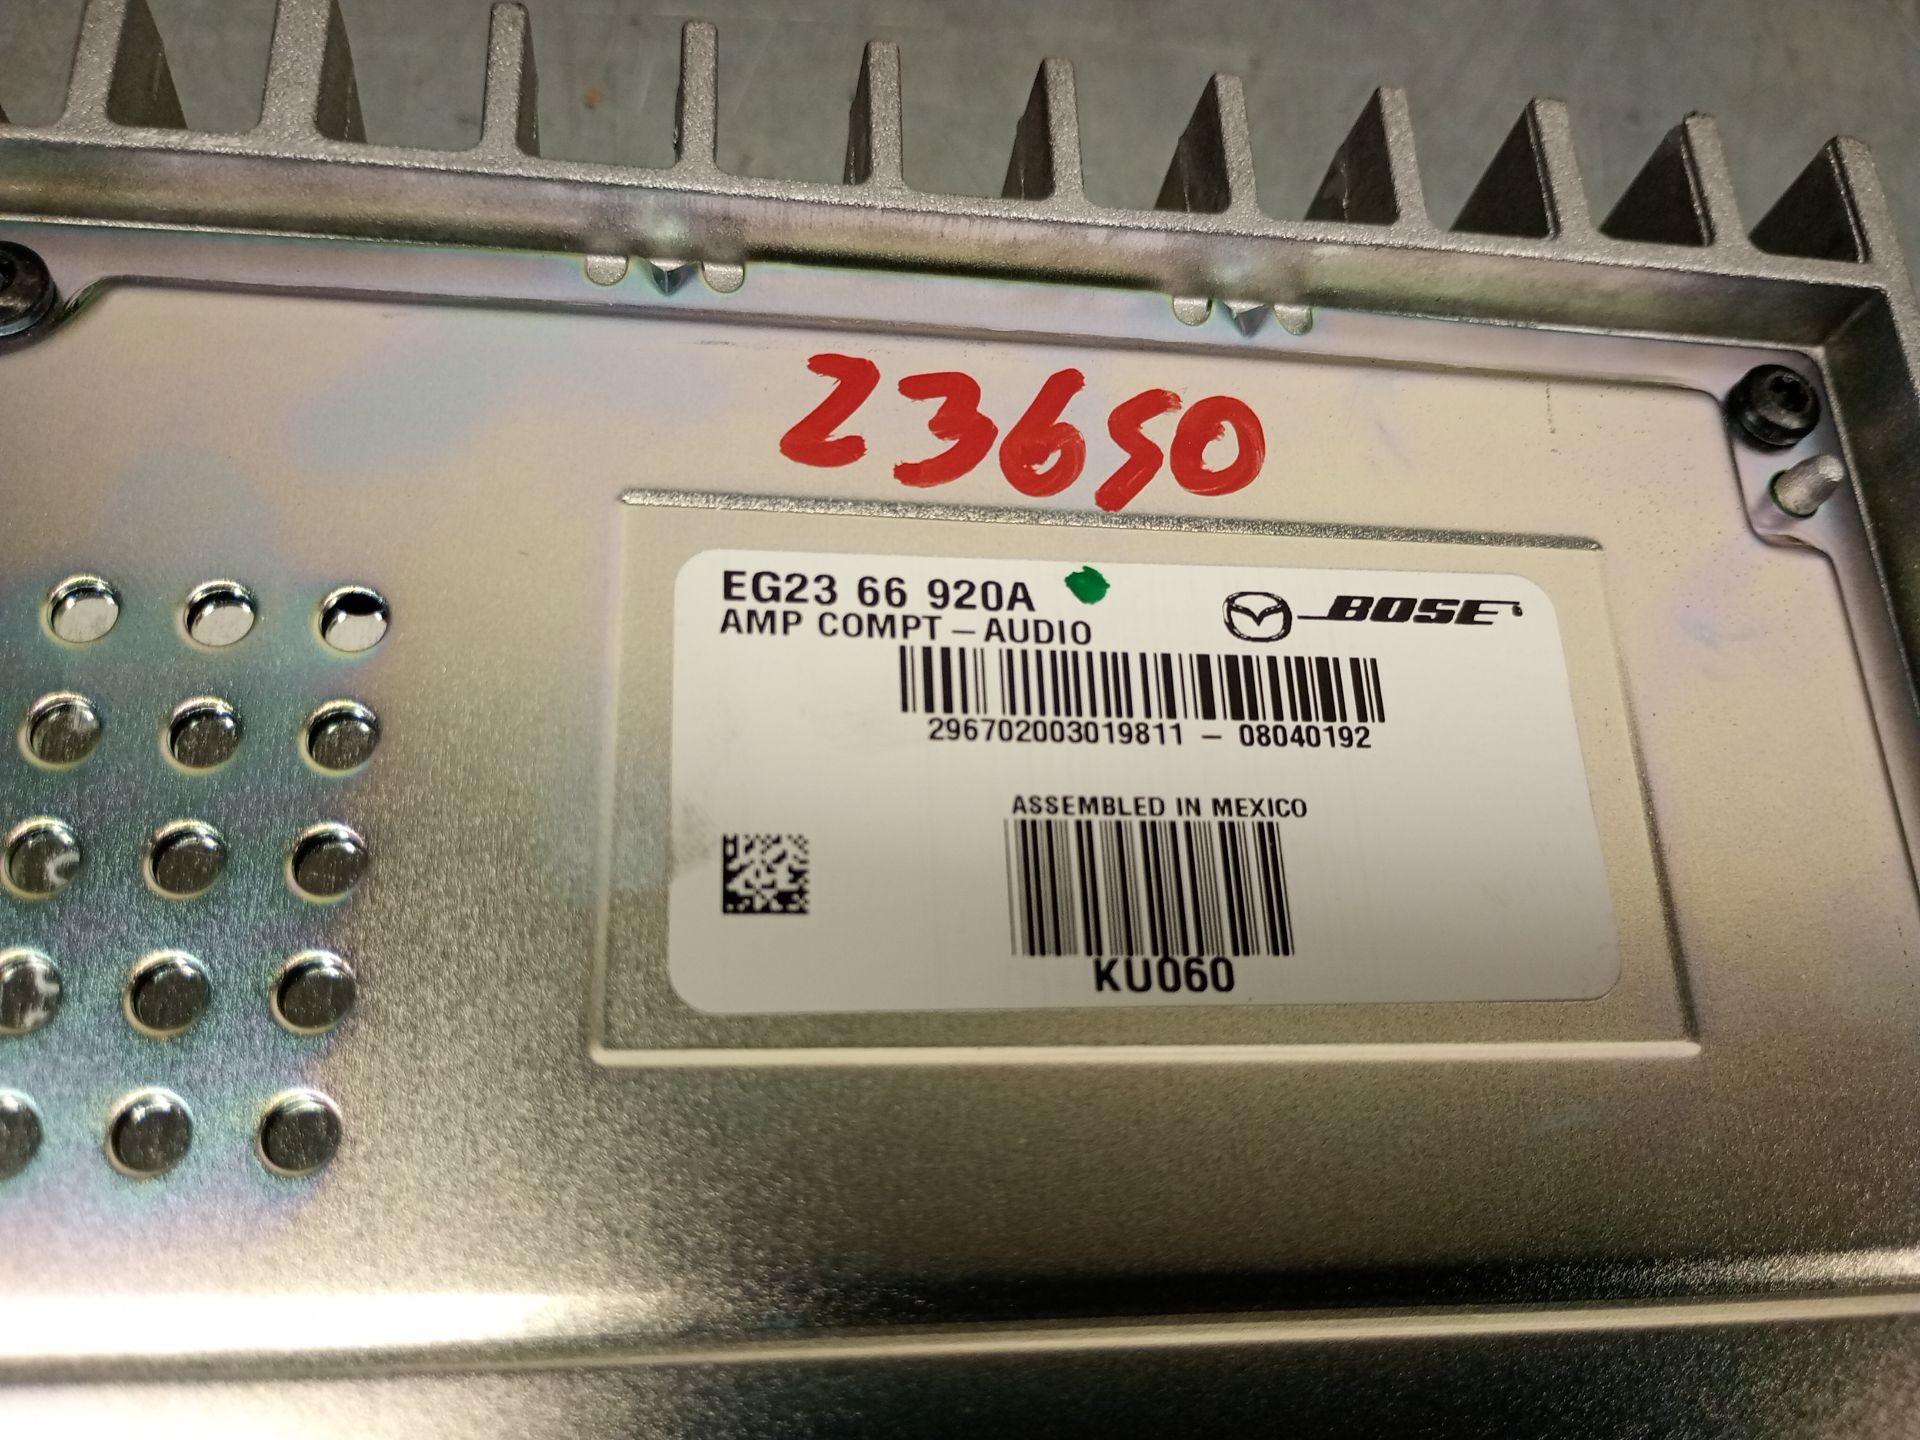 23650
EG23 66 920A
AMP COMPT – AUDIO
BOSE
296702003019811 – 08040192
ASSEMBLED IN MEXICO
KU060